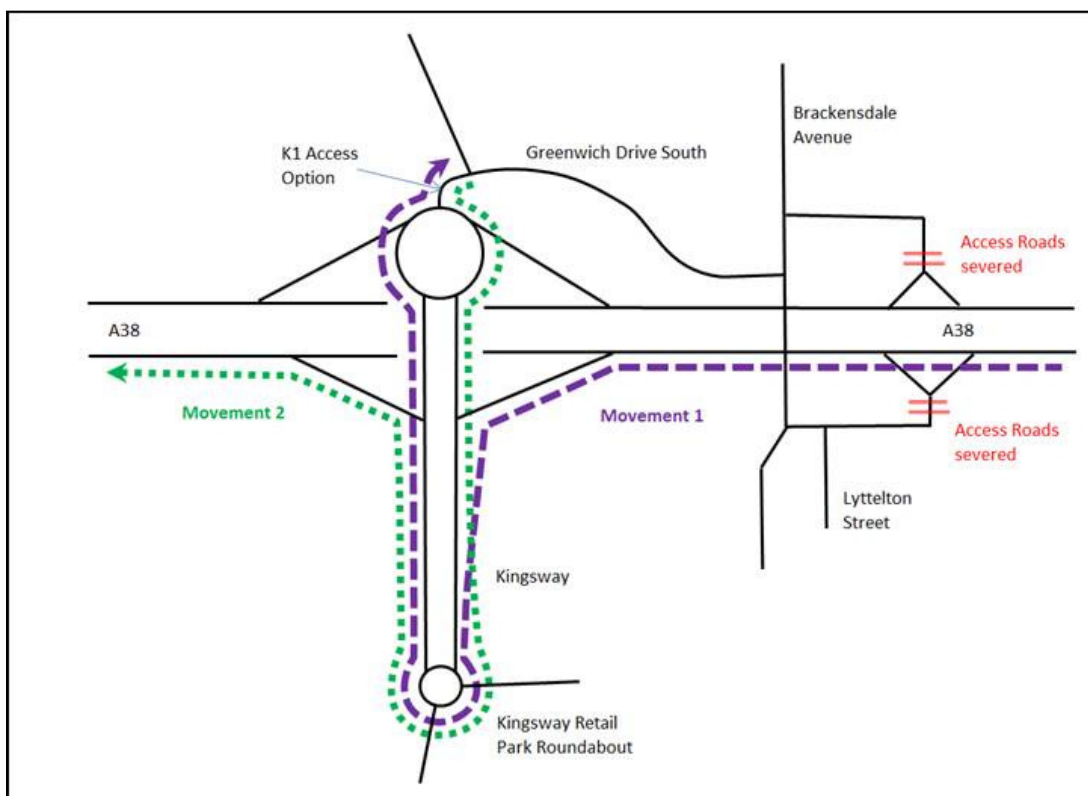 Brackensdale
Avenue
K1 Access
Option
Greenwich Drive South
Access Roads
severed
A38
A38
Movement 2
Movement 1
Access Roads
severed
Lyttelton
Street
Kingsway
Kingsway Retail
Park Roundabout